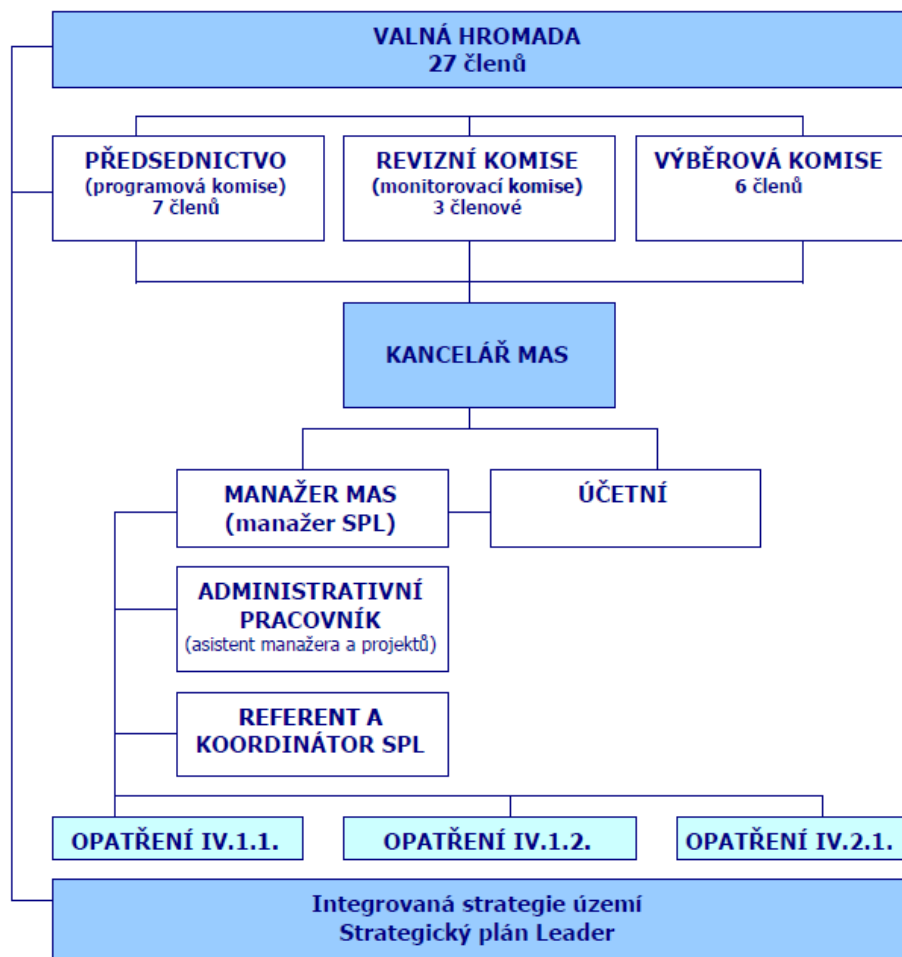 VALNÁ HROMADA
27 členů
PŘEDSEDNICTVO
(programová komise)
7 členů
REVIZNÍ KOMISE
(monitorovací komise)
3 členové
VÝBĚROVÁ KOMISE
6 členů
KANCELÁŘ MAS
MANAŽER MAS
(manažer SPL)
ÚČETNÍ
ADMINISTRATIVNÍ
PRACOVNÍK
(asistent manažera a projektů)
REFERENT A
KOORDINÁTOR SPL
OPATŘENÍ IV.1.1.
OPATŘENÍ IV.1.2.
OPATŘENÍ IV.2.1.
Integrovaná strategie území
Strategický plán Leader